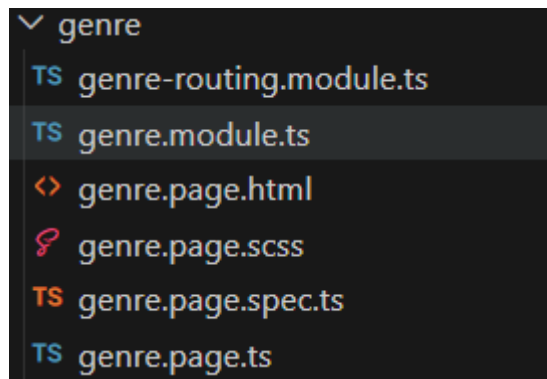 genre
TS genre-routing.module.ts
TS genre.module.ts
<> genre.page.html
genre.page.scss
TS genre.page.spec.ts
TS genre.page.ts